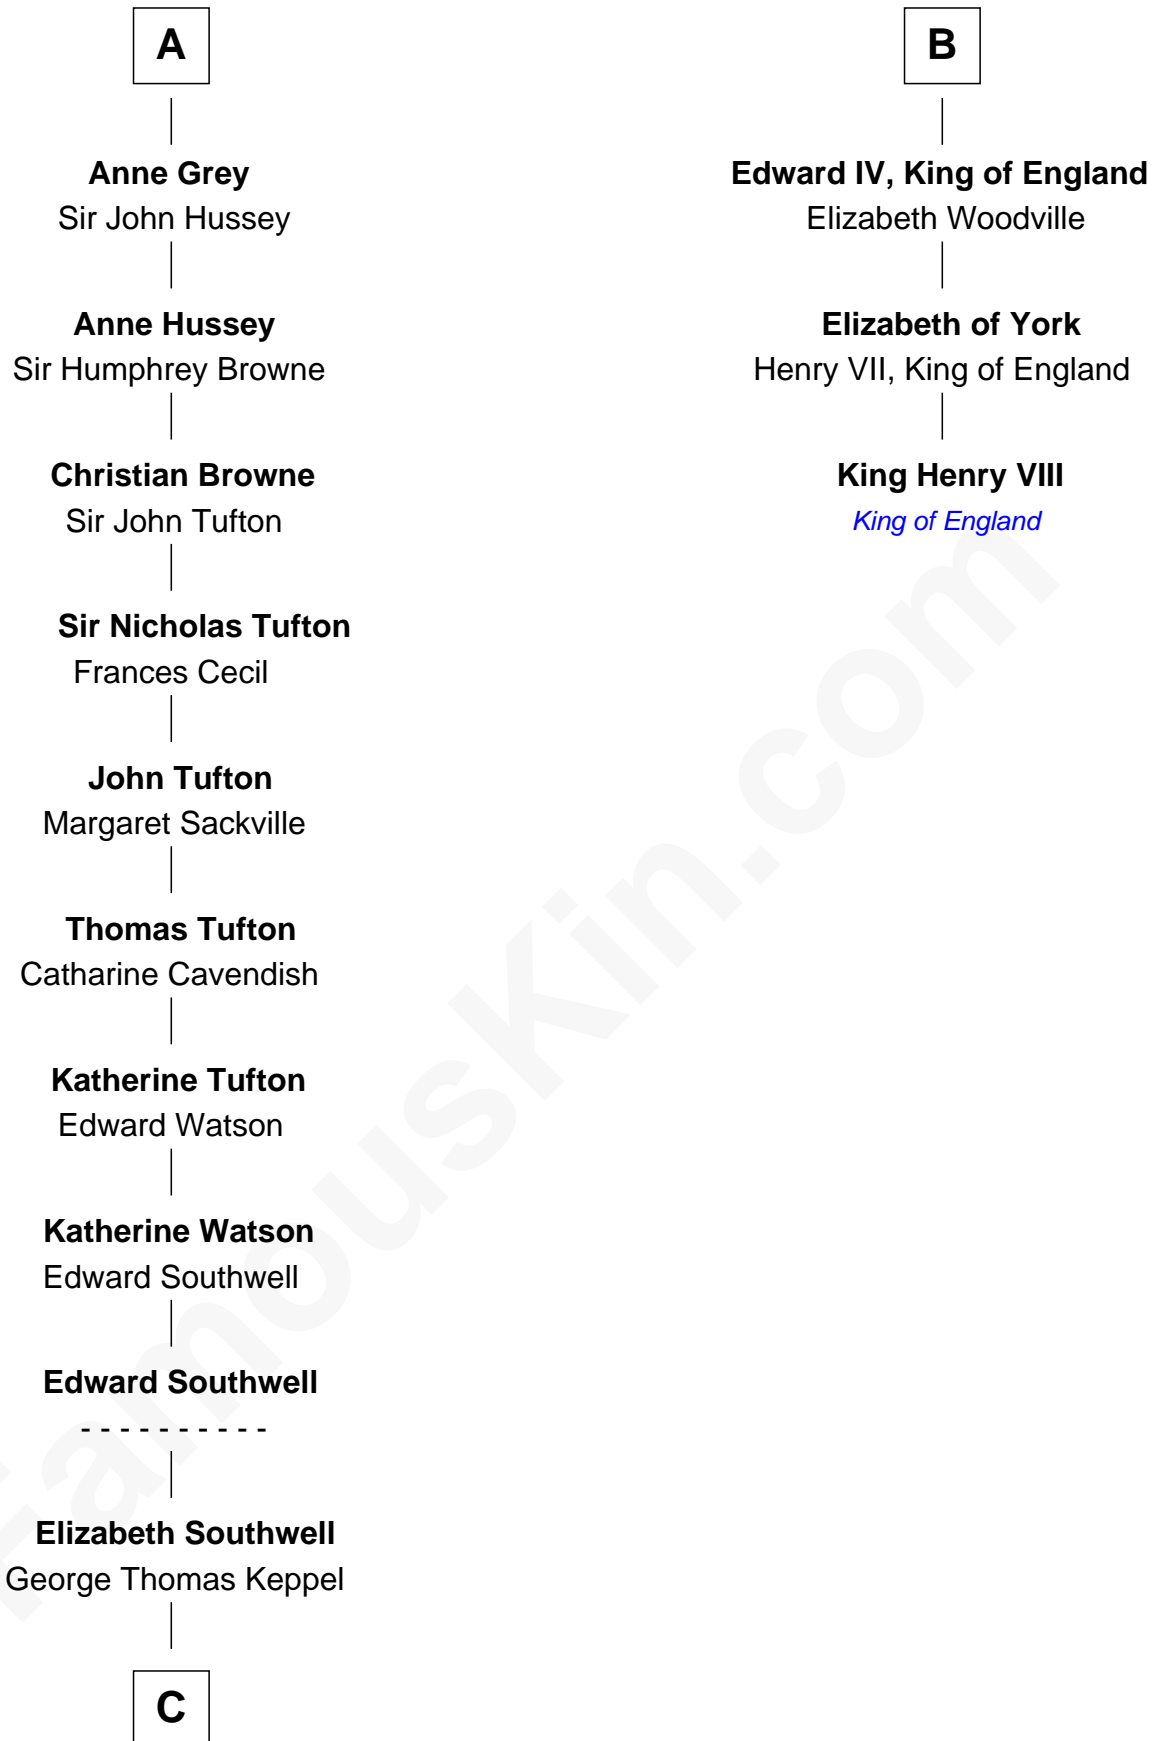 A
Anne Grey
Sir John Hussey
Anne Hussey
Sir Humphrey Browne
Christian Browne
Sir John Tufton
Sir Nicholas Tufton
Frances Cecil
John Tufton
Margaret Sackville
Thomas Tufton
Catharine Cavendish
Katherine Tufton
Edward Watson
Katherine Watson
Edward Southwell
Edward Southwell
- - - - - - - - - -
Elizabeth Southwell
George Thomas Keppel
C
B
Edward IV, King of England
Elizabeth Woodville
Elizabeth of York
Henry VII, King of England
King Henry VIII
King of England
FamousKin.com